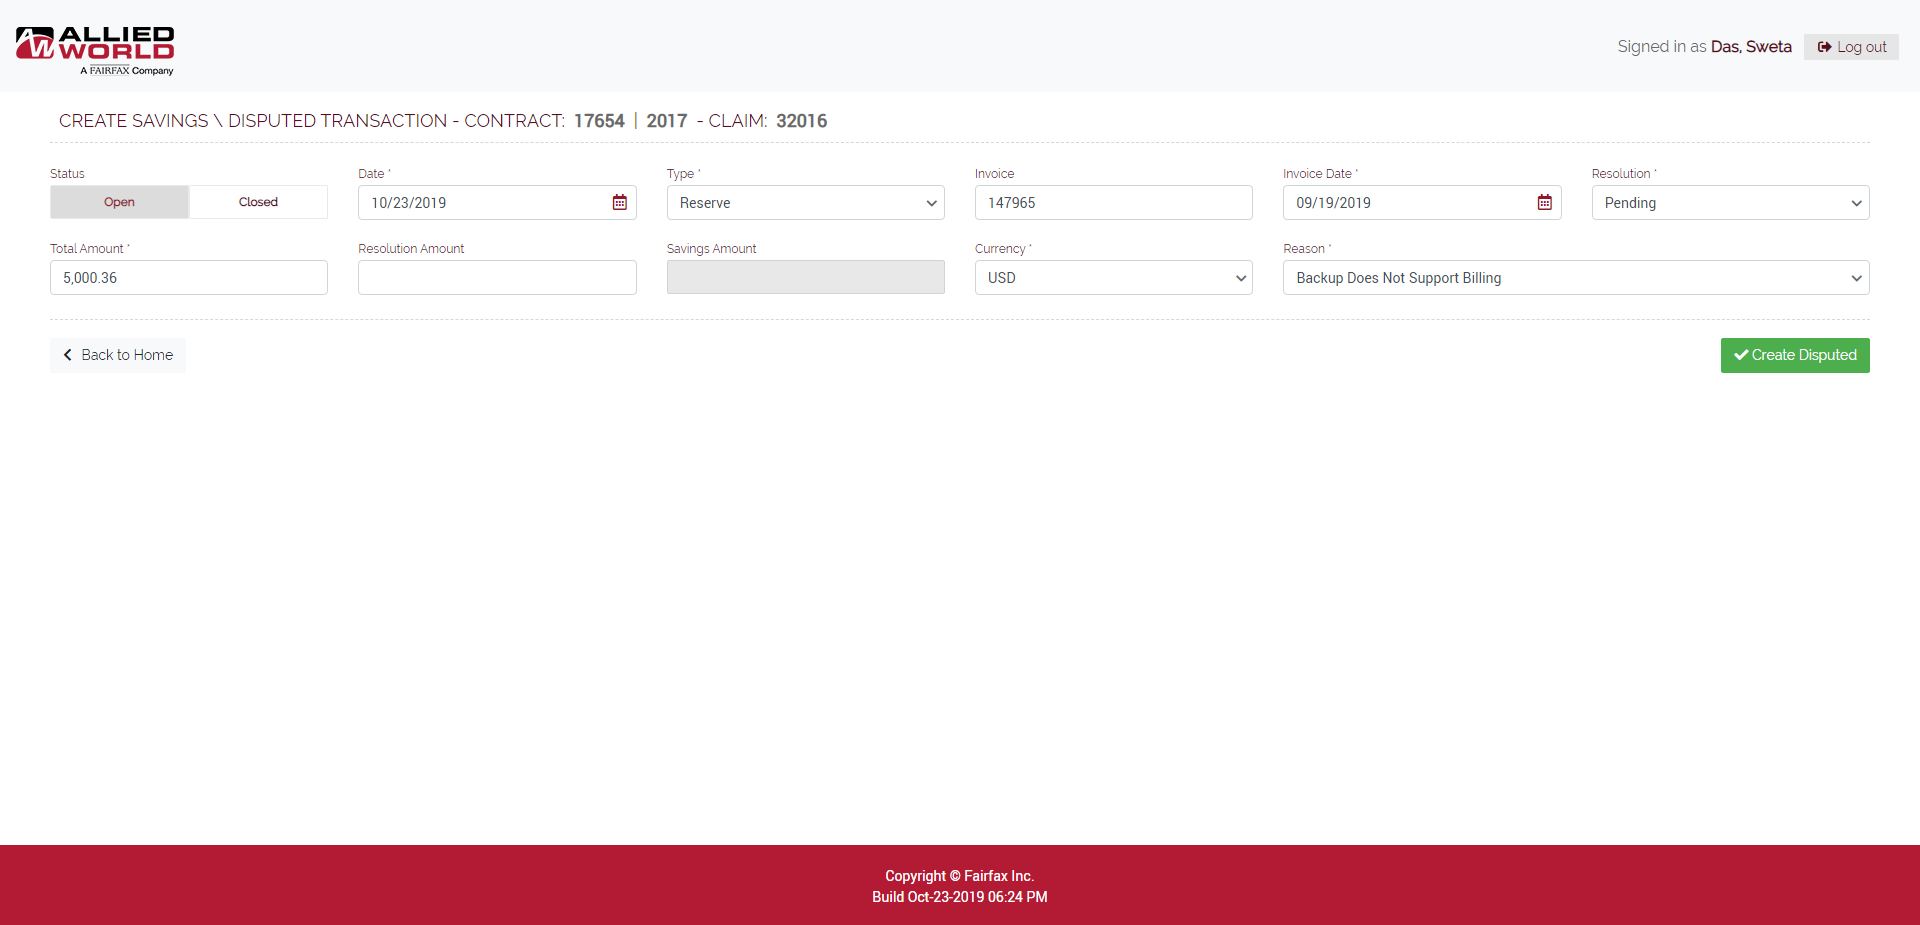 ALLIED
AW WORLD
A FAIRFAX Company
Signed in as Das, Sweta
Log out
CREATE SAVINGS \ DISPUTED TRANSACTION - CONTRACT: 17654 | 2017 - CLAIM: 32016
Status
Date *
Type *
Invoice
Invoice Date *
Resolution *
Open
Closed
10/23/2019
Reserve
147965
09/19/2019
Pending
Total Amount *
Resolution Amount
Savings Amount
Currency *
Reason *
5,000.36
USD
Backup Does Not Support Billing
Back to Home
Create Disputed
Copyright © Fairfax Inc.
Build Oct-23-2019 06:24 PM